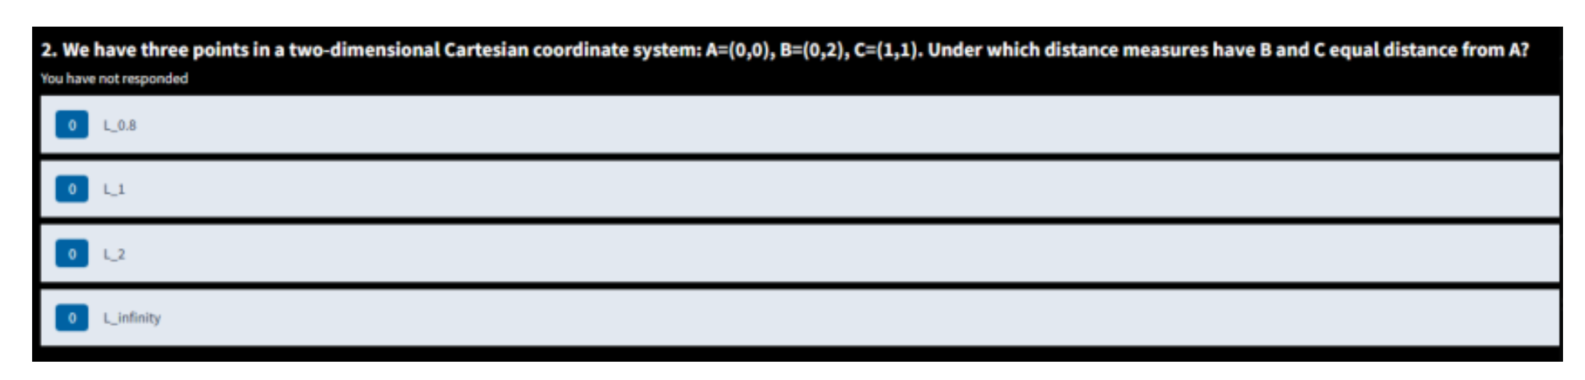 2. We have three points in a two-dimensional Cartesian coordinate system: A=(0,0), B=(0,2), C=(1,1). Under which distance measures have B and C equal distance from A?
You have not responded
0 L_0.8
0 L_1
0 L_2
0 L_infinity